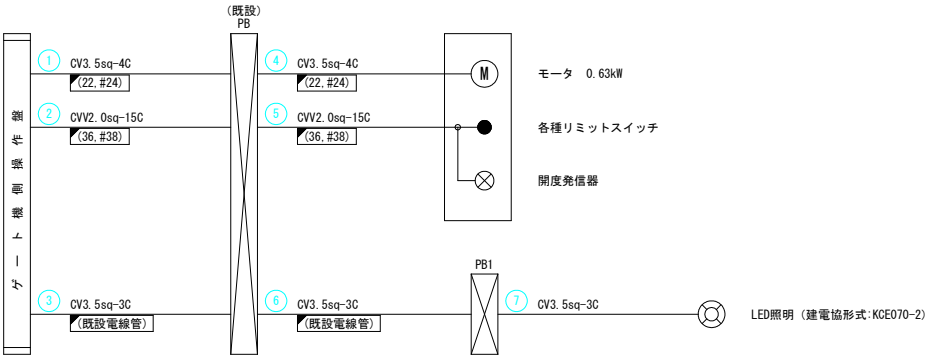 (既設)
PB
1
CV3.5sq-4C
(22,#24)
4
CV3.5sq-4C
(22,#24)
M
モータ 0.63kW
2
CVV2.0sq-15C
(36,#38)
5
CVV2.0sq-15C
(36,#38)
各種リミットスイッチ
開度発信器
ゲート機側操作盤
3
CV3.5sq-3C
(既設電線管)
6
CV3.5sq-3C
(既設電線管)
PB1
7
CV3.5sq-3C
LED照明 (建電協形式:KCE070-2)